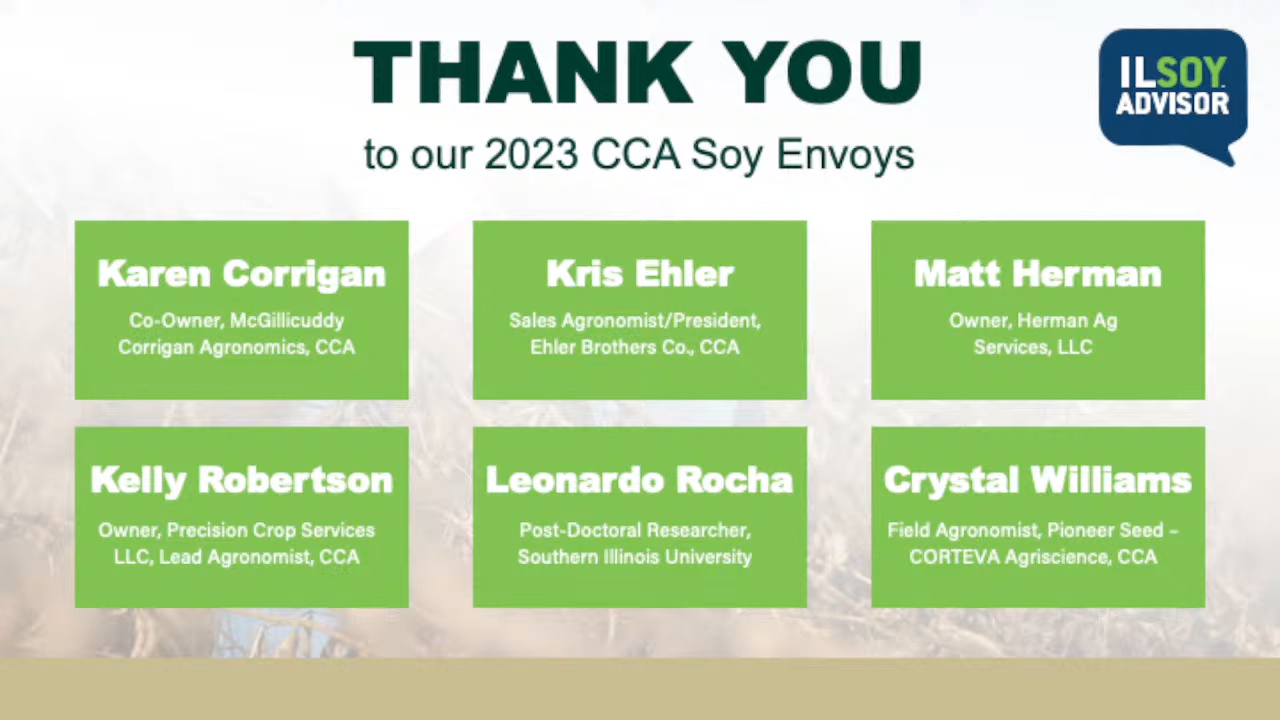 THANK YOU
to our 2023 CCA Soy Envoys
ILSOY
ADVISOR
Karen Corrigan
Co-Owner, McGillicuddy
Corrigan Agronomics, CCA
Kris Ehler
Sales Agronomist/President,
Ehler Brothers Co., CCA
Matt Herman
Owner, Herman Ag
Services, LLC
Kelly Robertson
Owner, Precision Crop Services
LLC, Lead Agronomist, CCA
Leonardo Rocha
Post-Doctoral Researcher,
Southern Illinois University
Crystal Williams
Field Agronomist, Pioneer Seed –
CORTEVA Agriscience, CCA